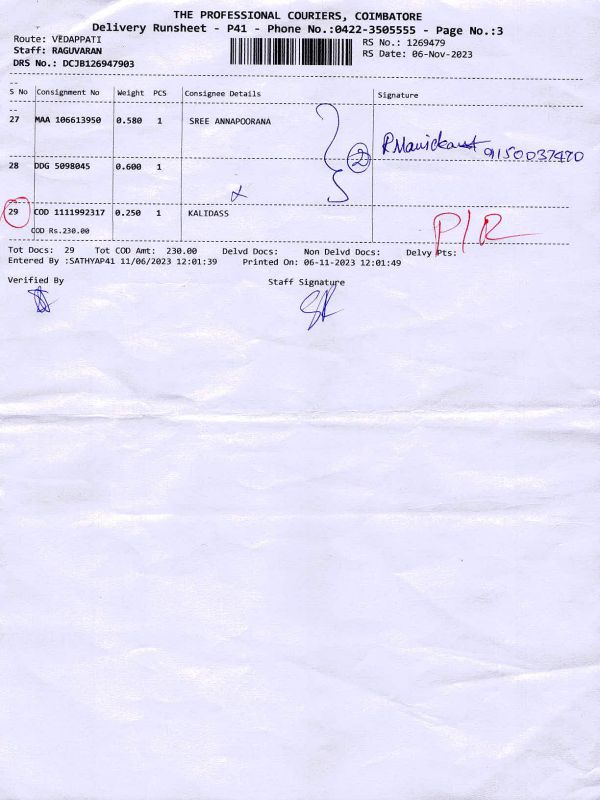 THE PROFESSIONAL COURIERS, COIMBATORE
Delivery Runsheet - P41 - Phone No.:0422-3505555 - Page No.:3
Route: VEDAPPATI RS No.: 1269479
Staff: RAGUVARAN RS Date: 06-Nov-2023
DRS No.: DCJB126947903
S No Consignment No Weight PCS Consignee Details Signature
27 MAA 106613950 0.580 1 SREE ANNAPOORANA
2 9150037470
28 DDG 5098045 0.600 1
29 COD 1111992317 0.250 1 KALIDASS P/R
COD Rs.230.00
Tot Docs: 29 Tot COD Amt: 230.00 Delvd Docs: Non Delvd Docs: Delvy Pts:
Entered By :SATHYAP41 11/06/2023 12:01:39 Printed On: 06-11-2023 12:01:49
Verified By Staff Signature